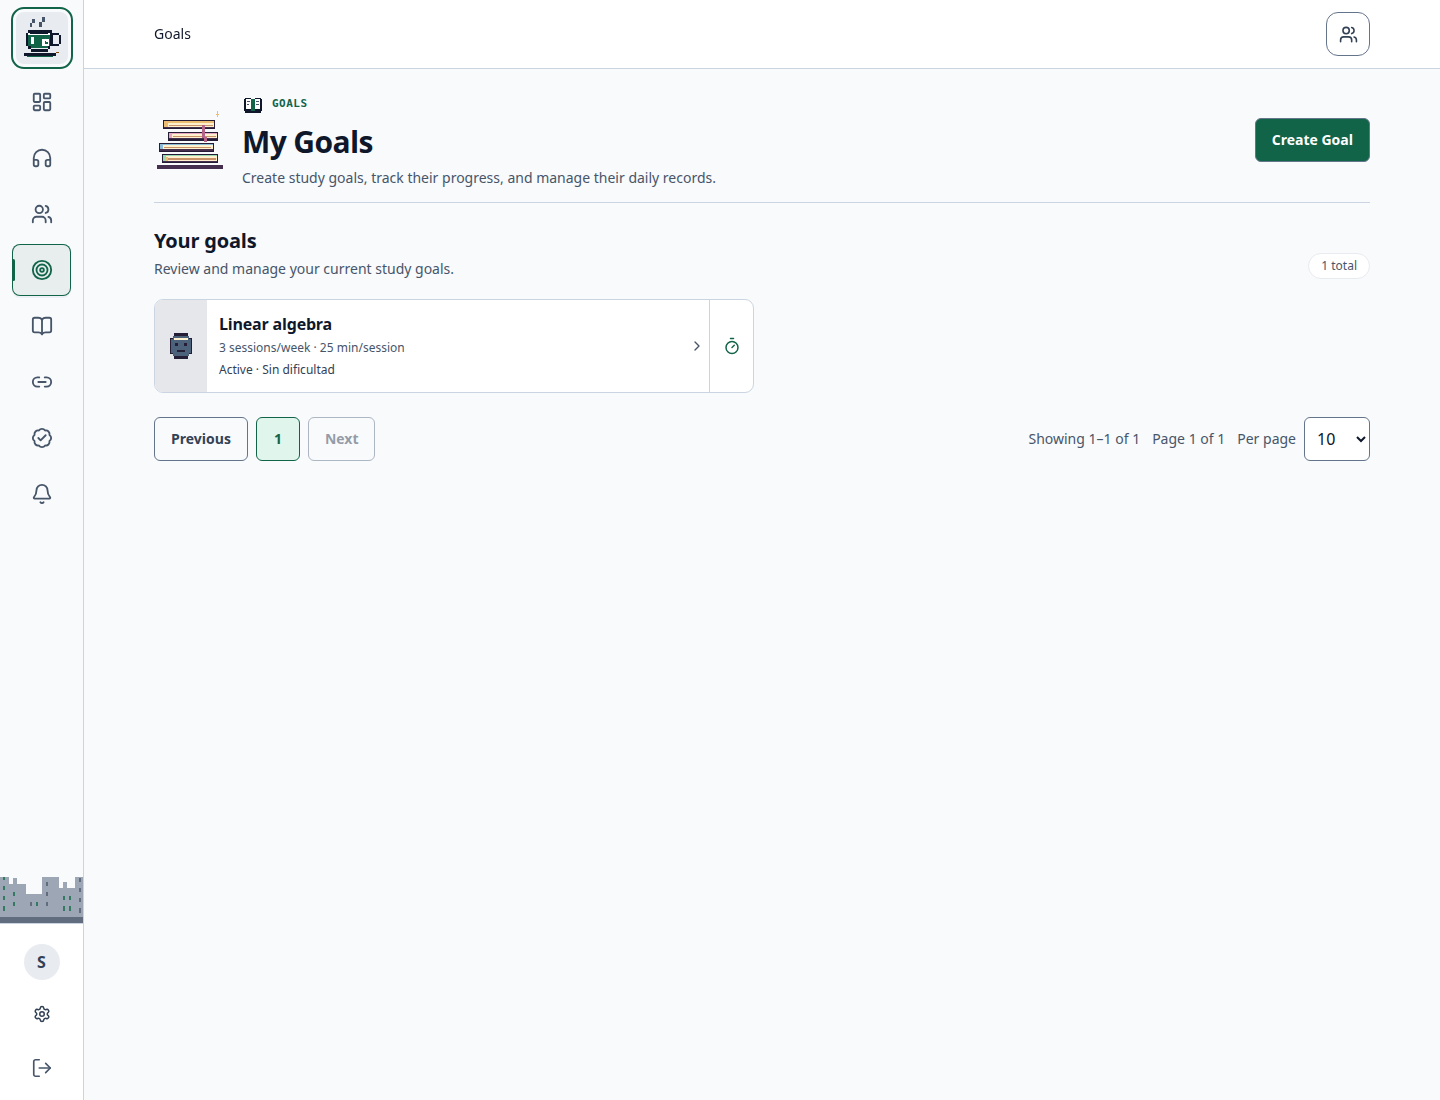 Goals
GOALS
My Goals
Create study goals, track their progress, and manage their daily records.
Create Goal
Your goals
Review and manage your current study goals.
1 total
Linear algebra
3 sessions/week · 25 min/session
Active · Sin dificultad
Previous
1
Next
Showing 1–1 of 1
Page 1 of 1
Per page
10
S